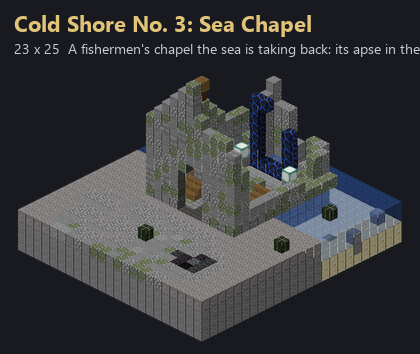 Cold Shore No. 3: Sea Chapel
23 x 25  A fishermen's chapel the sea is taking back: its apse in the